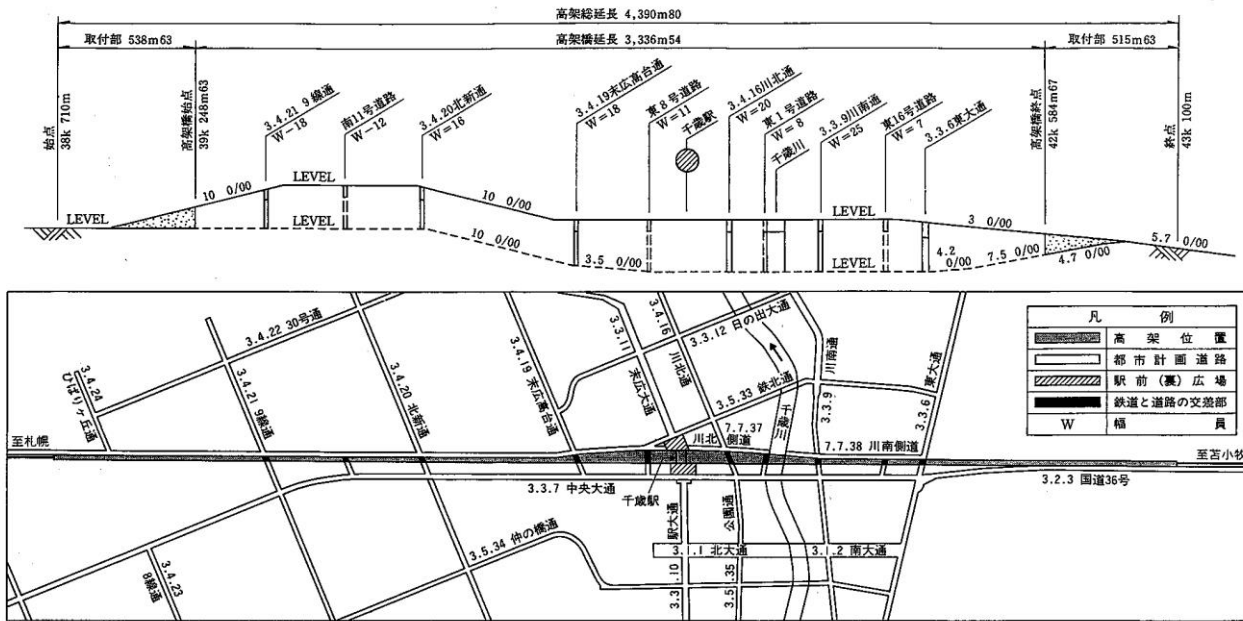 高架総延長 4,390m80
取付部 538m63
高架橋延長 3,336m54
取付部 515m63
始点
38k 710m
高架橋始点
39k 248m63
3.4.21 9線通
W-18
南11号道路
W-12
3.4.20北新通
W=16
3.4.19末広高台通
W=18
東8号道路
W=11
千歳駅
3.4.16川北通
W=20
東1号道路
W=8
千歳川
3.3.9川南通
W=25
東16号道路
W=7
3.3.6東大通
高架橋終点
42k 584m67
終点
43k 100m
LEVEL
10 0/00
LEVEL
LEVEL
10 0/00
10 0/00
3.5 0/00
LEVEL
LEVEL
3 0/00
4.2
0/00
7.5 0/00
4.7 0/00
5.7 0/00
3.4.24
ひばりヶ丘通
3.4.22 30号通
3.4.21 9線通
3.4.20 北新通
3.4.19 末広高台通
3.3.11
末広大通
3.4.16
川北通
3.3.12 日の出大通
3.5.33 鉄北通
千歳川
川南通
3.3.9
東大通
3.3.6
至札幌
川北側道
7.7.37
7.7.38 川南側道
至苫小牧
3.3.7 中央大通
千歳駅
3.2.3 国道36号
3.4.23
8線通
3.5.34 仲の橋通
駅大通
3.3.10
公園通
3.5.35
3.1.1 北大通
3.1.2 南大通
凡例
高架位置
都市計画道路
駅前(裏)広場
鉄道と道路の交差部
W 幅員